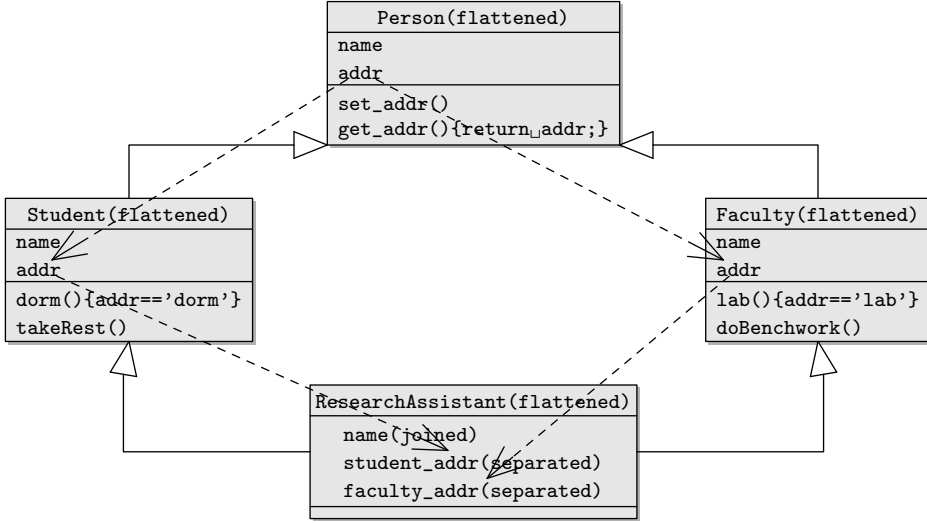 Person(flattened)
name
addr
set_addr()
get_addr(){return␣addr;}
Student(flattened)
name
addr
dorm(){addr=='dorm'}
takeRest()
Faculty(flattened)
name
addr
lab(){addr=='lab'}
doBenchwork()
ResearchAssistant(flattened)
name(joined)
student_addr(separated)
faculty_addr(separated)